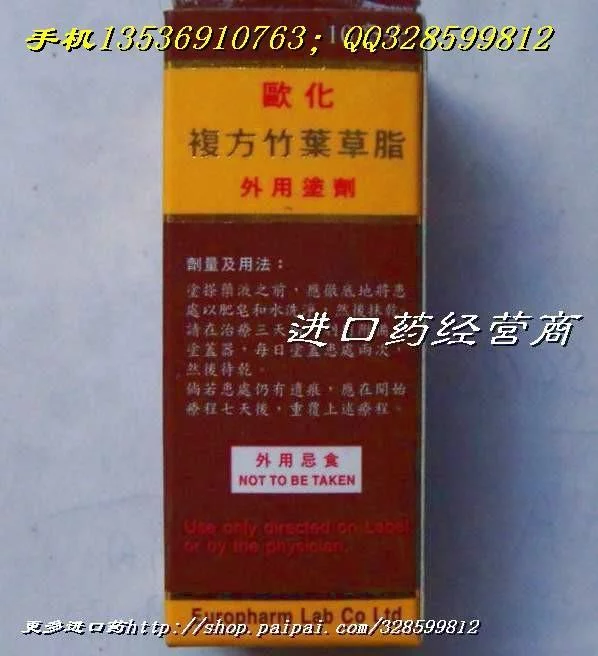 手机13536910763；QQ328599812
歐化
複方竹葉草脂
外用塗劑
劑量及用法：
塗搽藥液之前，應徹底地將患
處以肥皂和水洗淨，然後抹乾
請在治療三天
塗蓋器，每日塗蓋患處兩次，
然後待乾。
倘若患處仍有遺痕，應在開始
療程七天後，重覆上述療程。
进口药经营商
外用忌食
NOT TO BE TAKEN
Use only directed on Label
or by the physician.
Europharm Lab Co Ltd
更多进口药http://shop.paipai.com/328599812